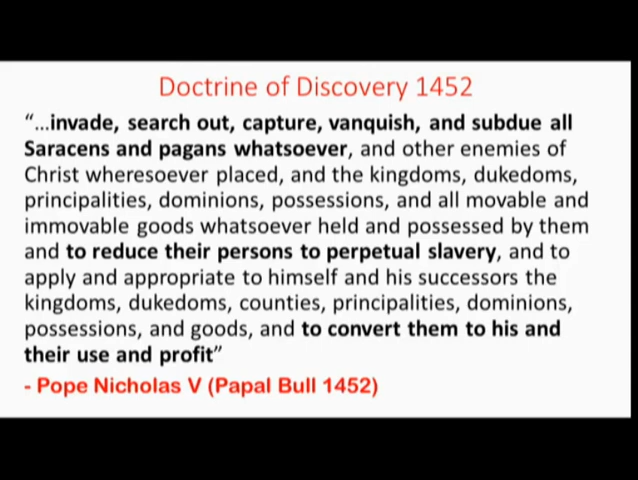 Doctrine of Discovery 1452
“...invade, search out, capture, vanquish, and subdue all
Saracens and pagans whatsoever, and other enemies of
Christ wheresoever placed, and the kingdoms, dukedoms,
principalities, dominions, possessions, and all movable and
immovable goods whatsoever held and possessed by them
and to reduce their persons to perpetual slavery, and to
apply and appropriate to himself and his successors the
kingdoms, dukedoms, counties, principalities, dominions,
possessions, and goods, and to convert them to his and
their use and profit”
- Pope Nicholas V (Papal Bull 1452)